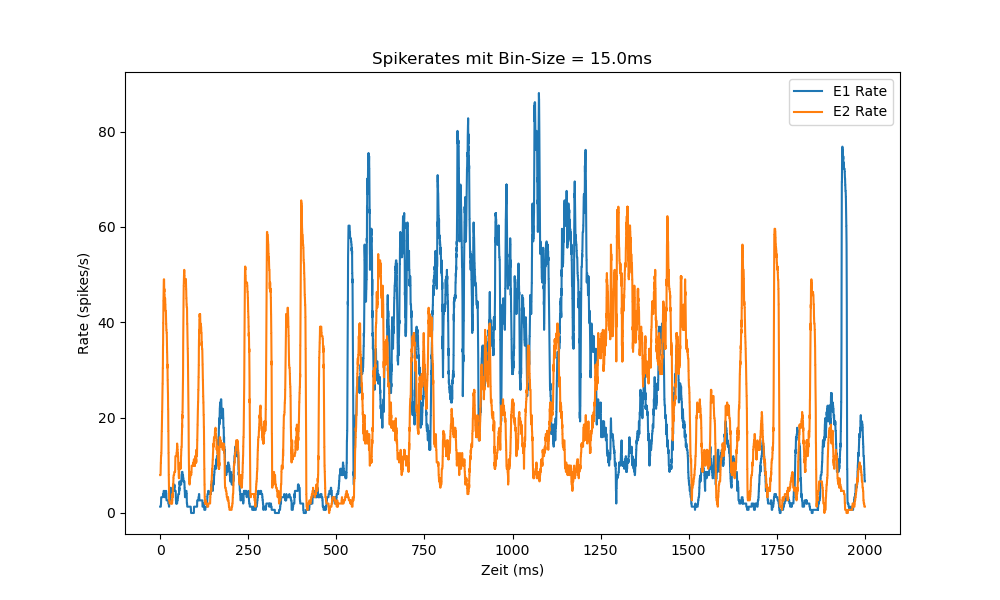 Spikerates mit Bin-Size = 15.0ms
E1 Rate
E2 Rate
Rate (spikes/s)
80
60
40
20
0
0 250 500 750 1000 1250 1500 1750 2000
Zeit (ms)